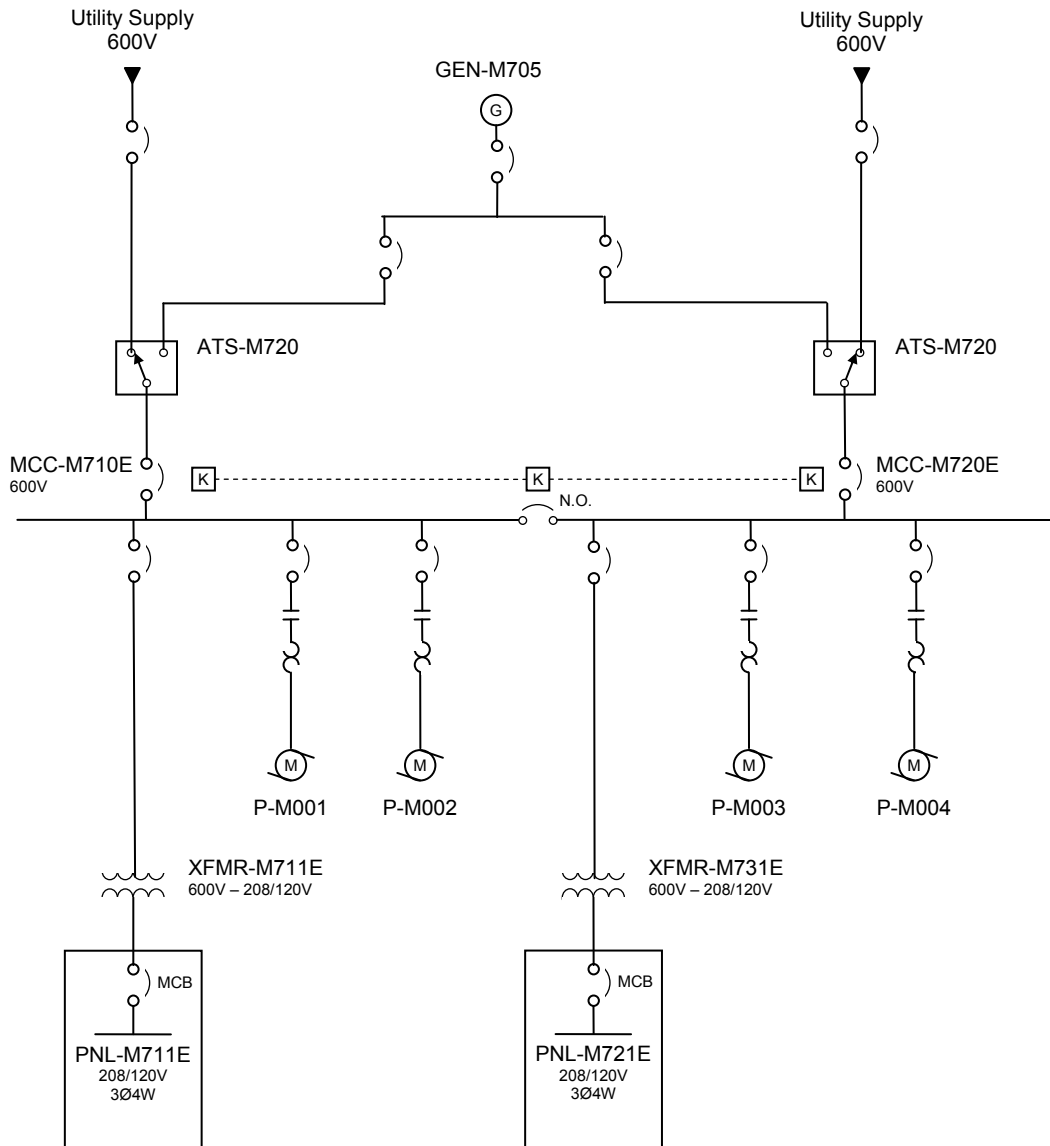 Utility Supply
600V
Utility Supply
600V
GEN-M705
G
ATS-M720
ATS-M720
MCC-M710E
600V
K
K
K
MCC-M720E
600V
N.O.
M
M
M
M
P-M001
P-M002
P-M003
P-M004
XFMR-M711E
600V – 208/120V
XFMR-M731E
600V – 208/120V
MCB
MCB
PNL-M711E
208/120V
3Ø4W
PNL-M721E
208/120V
3Ø4W